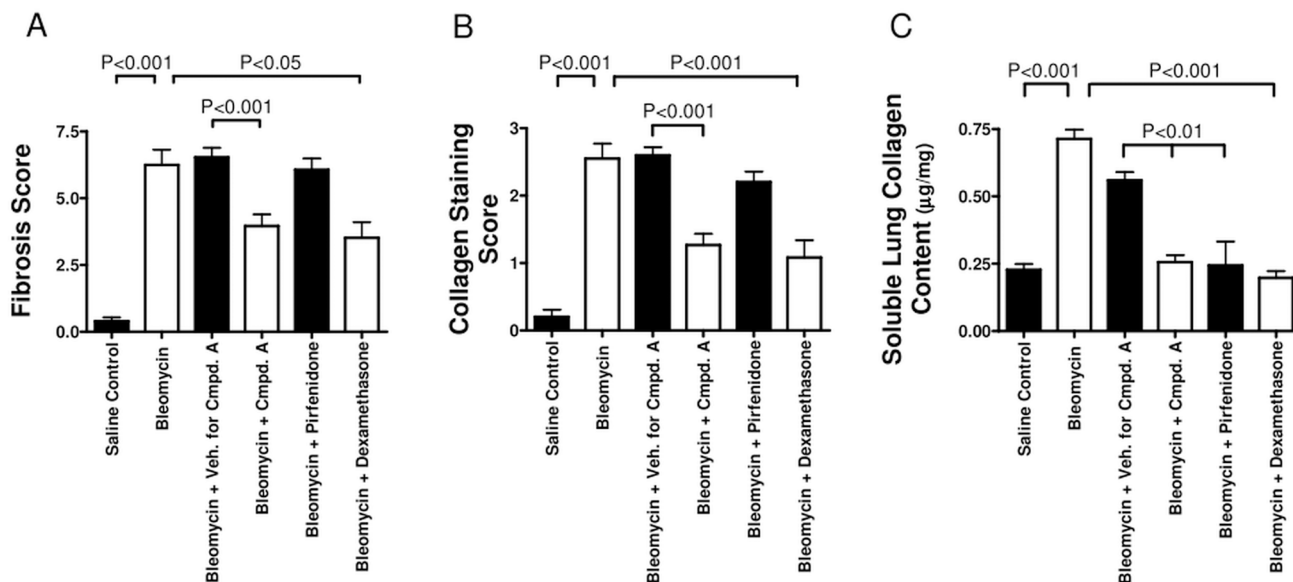 A
P<0.001
P<0.05
P<0.001
Fibrosis Score
7.5
5.0
2.5
0.0
Saline Control
Bleomycin
Bleomycin + Veh. for Cmpd. A
Bleomycin + Cmpd. A
Bleomycin + Pirfenidone
Bleomycin + Dexamethasone
B
P<0.001
P<0.001
P<0.001
Collagen Staining
Score
3
2
1
0
Saline Control
Bleomycin
Bleomycin + Veh. for Cmpd. A
Bleomycin + Cmpd. A
Bleomycin + Pirfenidone
Bleomycin + Dexamethasone
C
P<0.001
P<0.001
P<0.01
Soluble Lung Collagen
Content (µg/mg)
0.75
0.50
0.25
0.00
Saline Control
Bleomycin
Bleomycin + Veh. for Cmpd. A
Bleomycin + Cmpd. A
Bleomycin + Pirfenidone
Bleomycin + Dexamethasone